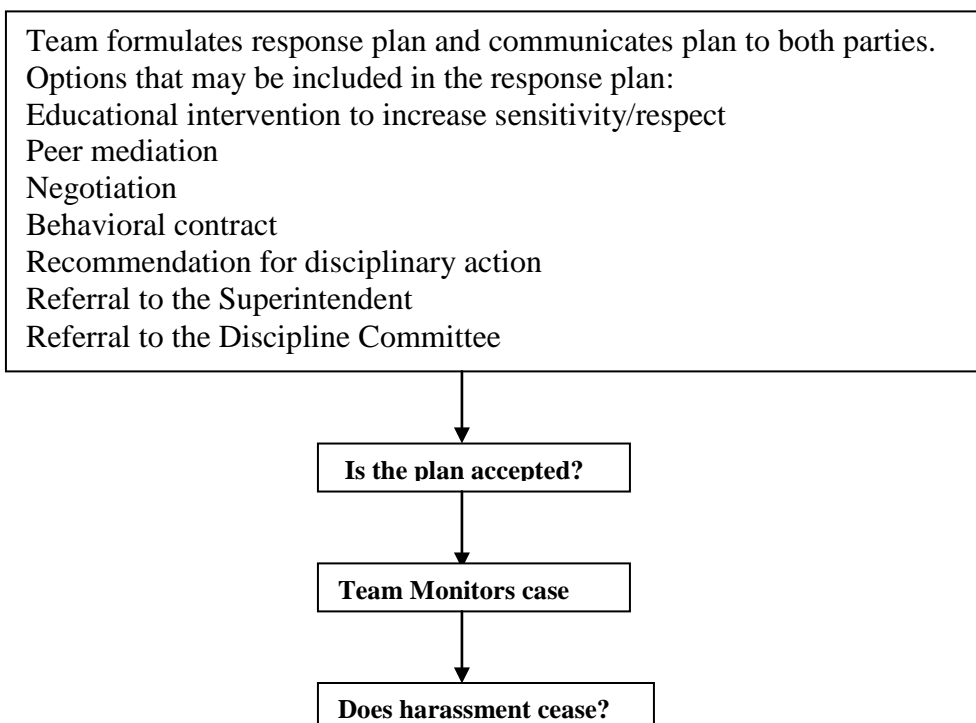 Team formulates response plan and communicates plan to both parties.
Options that may be included in the response plan:
Educational intervention to increase sensitivity/respect
Peer mediation
Negotiation
Behavioral contract
Recommendation for disciplinary action
Referral to the Superintendent
Referral to the Discipline Committee
Is the plan accepted?
Team Monitors case
Does harassment cease?